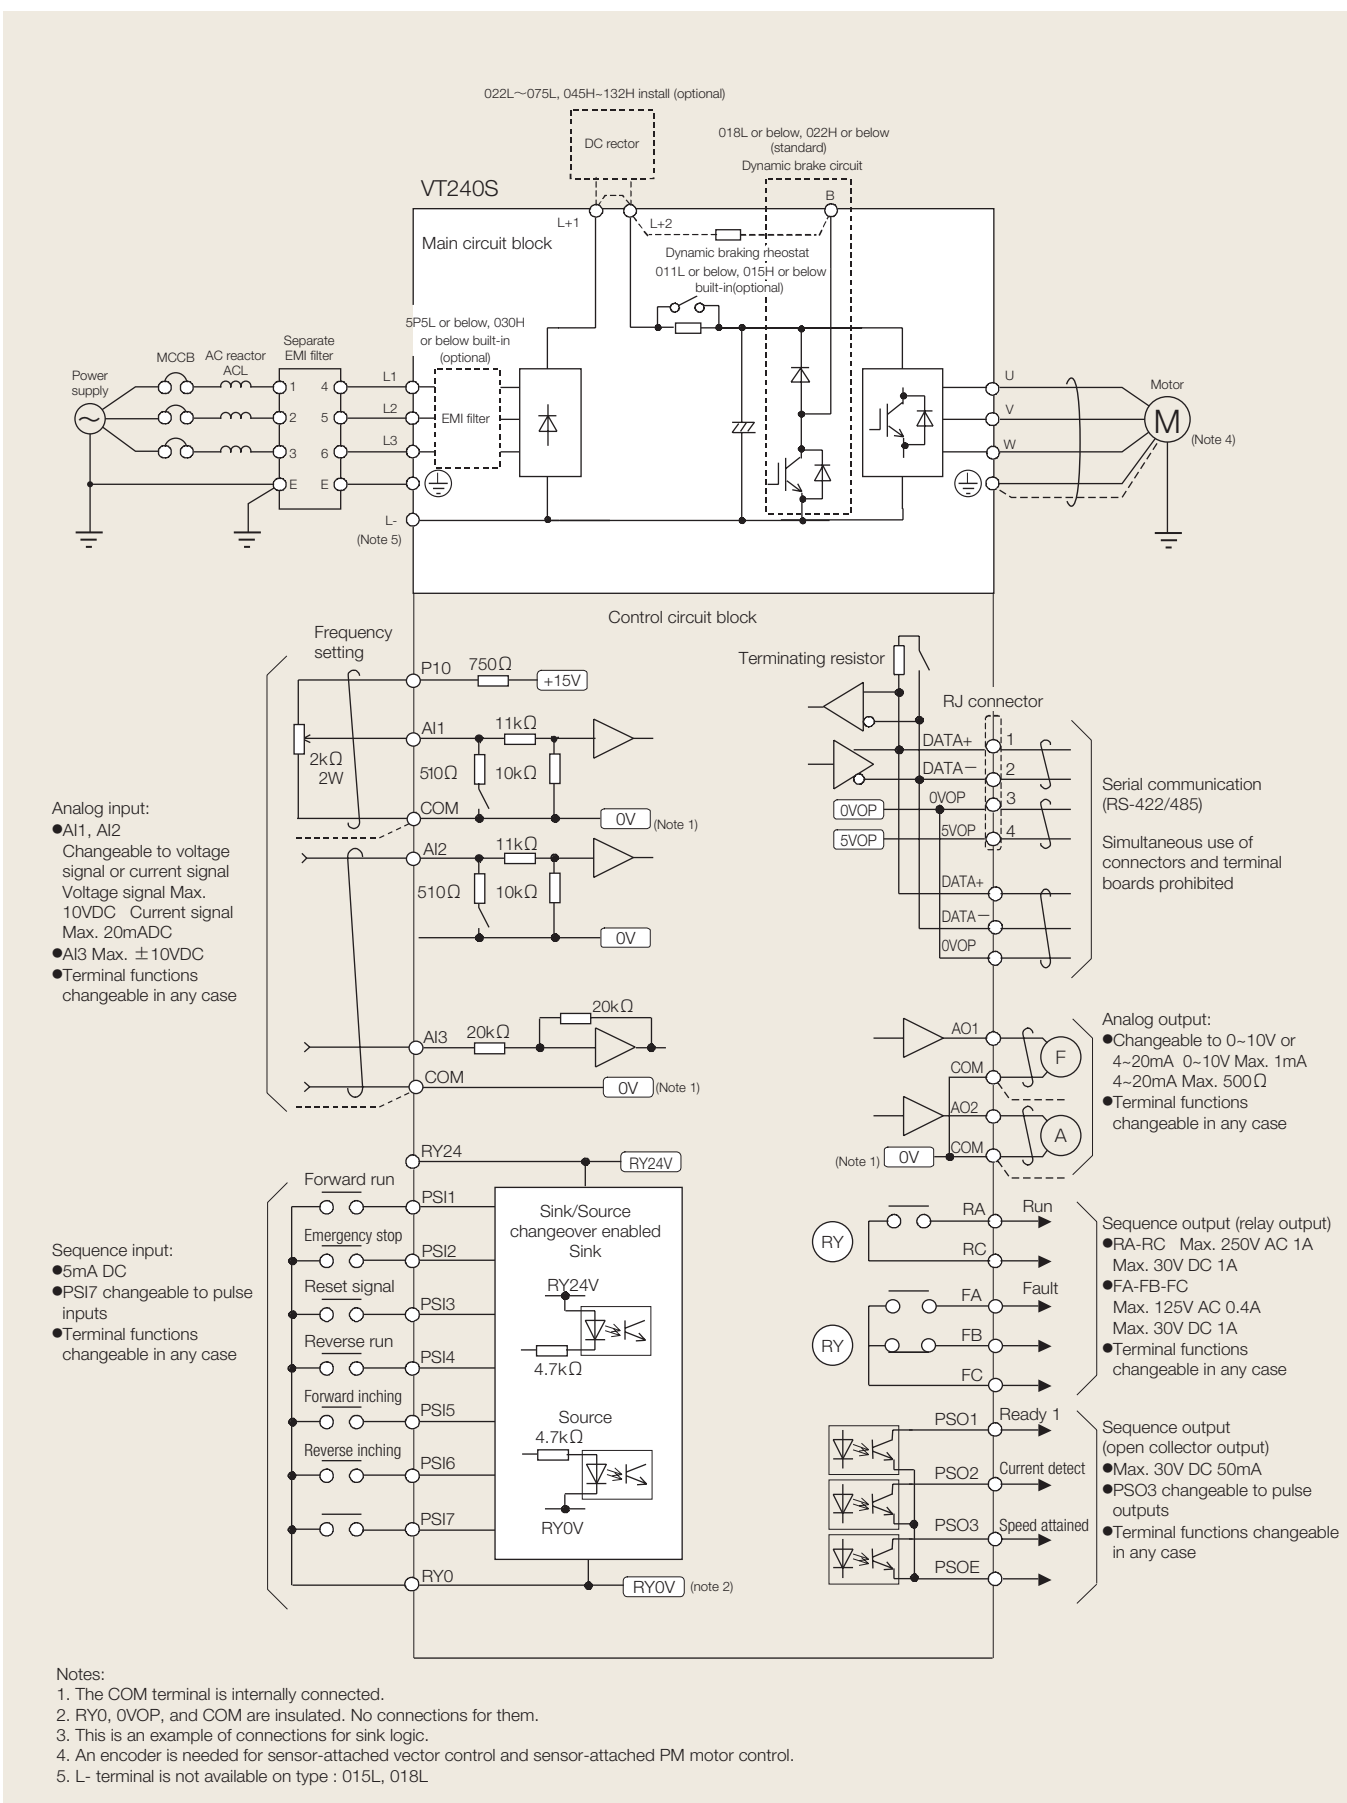 022L～075L, 045H~132H install (optional)
DC rector
018L or below, 022H or below
(standard)
Dynamic brake circuit
VT240S
B
L+1
L+2
Main circuit block
Dynamic braking rheostat
011L or below, 015H or below
built-in(optional)
5P5L or below, 030H
or below built-in
(optional)
Separate
EMI filter
MCCB
AC reactor
ACL
Power
supply
1 4
2 5
3 6
E E
L1
L2
L3
EMI filter
L-
(Note 5)
U
V
W
Motor
M
(Note 4)
Control circuit block
Frequency
setting
P10
750Ω
+15V
AI1
11kΩ
2kΩ
2W
510Ω
10kΩ
COM
0V
(Note 1)
AI2
11kΩ
510Ω
10kΩ
0V
AI3
20kΩ
20kΩ
COM
0V
(Note 1)
Analog input:
●AI1, AI2
Changeable to voltage
signal or current signal
Voltage signal Max.
10VDC Current signal
Max. 20mADC
●AI3 Max. ±10VDC
●Terminal functions
changeable in any case
Terminating resistor
RJ connector
DATA+
1
DATA−
2
0VOP
0VOP
3
5VOP
5VOP
4
DATA+
DATA−
0VOP
Serial communication
(RS-422/485)
Simultaneous use of
connectors and terminal
boards prohibited
AO1
F
COM
AO2
A
COM
(Note 1)
0V
Analog output:
●Changeable to 0~10V or
4~20mA 0~10V Max. 1mA
4~20mA Max. 500Ω
●Terminal functions
changeable in any case
RY24
RY24V
Forward run
PSI1
Emergency stop
PSI2
Reset signal
PSI3
Reverse run
PSI4
Forward inching
PSI5
Reverse inching
PSI6
PSI7
RY0
RY0V
(note 2)
Sequence input:
●5mA DC
●PSI7 changeable to pulse
inputs
●Terminal functions
changeable in any case
Sink/Source
changeover enabled
Sink
RY24V
4.7kΩ
Source
4.7kΩ
RY0V
RY
RA
Run
RC
RY
FA
Fault
FB
FC
Sequence output (relay output)
●RA-RC Max. 250V AC 1A
Max. 30V DC 1A
●FA-FB-FC
Max. 125V AC 0.4A
Max. 30V DC 1A
●Terminal functions
changeable in any case
PSO1
Ready 1
PSO2
Current detect
PSO3
Speed attained
PSOE
Sequence output
(open collector output)
●Max. 30V DC 50mA
●PSO3 changeable to pulse
outputs
●Terminal functions changeable
in any case
Notes:
1. The COM terminal is internally connected.
2. RY0, 0VOP, and COM are insulated. No connections for them.
3. This is an example of connections for sink logic.
4. An encoder is needed for sensor-attached vector control and sensor-attached PM motor control.
5. L- terminal is not available on type : 015L, 018L